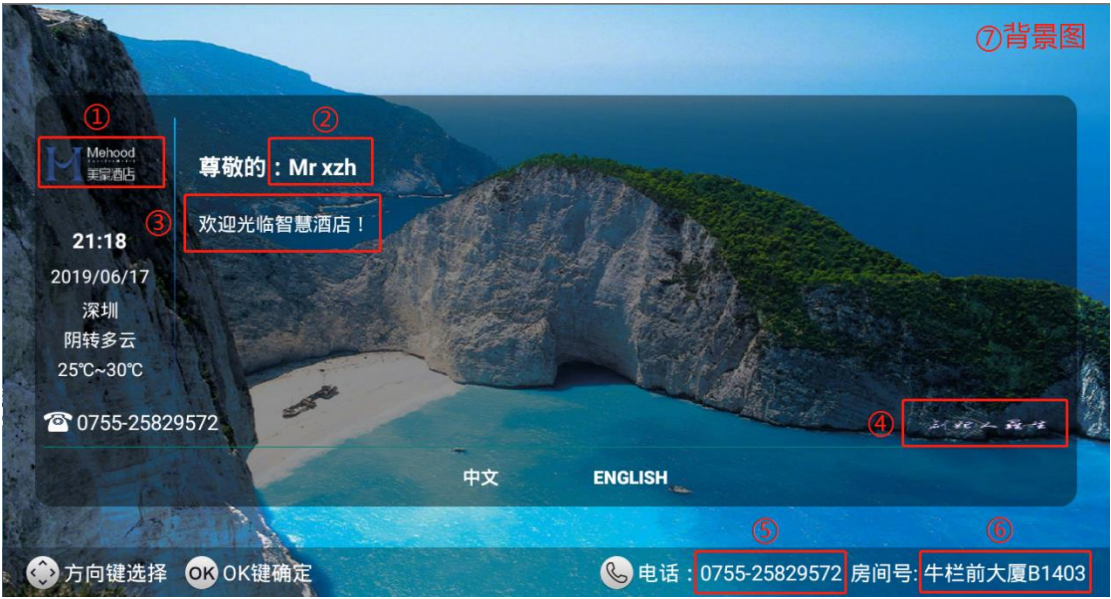 ⑦背景图
①
②
Mehood
美豪酒店
尊敬的：Mr xzh
③
欢迎光临智慧酒店！
21:18
2019/06/17
深圳
阴转多云
25℃~30℃
0755-25829572
④
中文 ENGLISH
⑤
⑥
方向键选择 OK OK键确定
电话：0755-25829572 房间号: 牛栏前大厦B1403